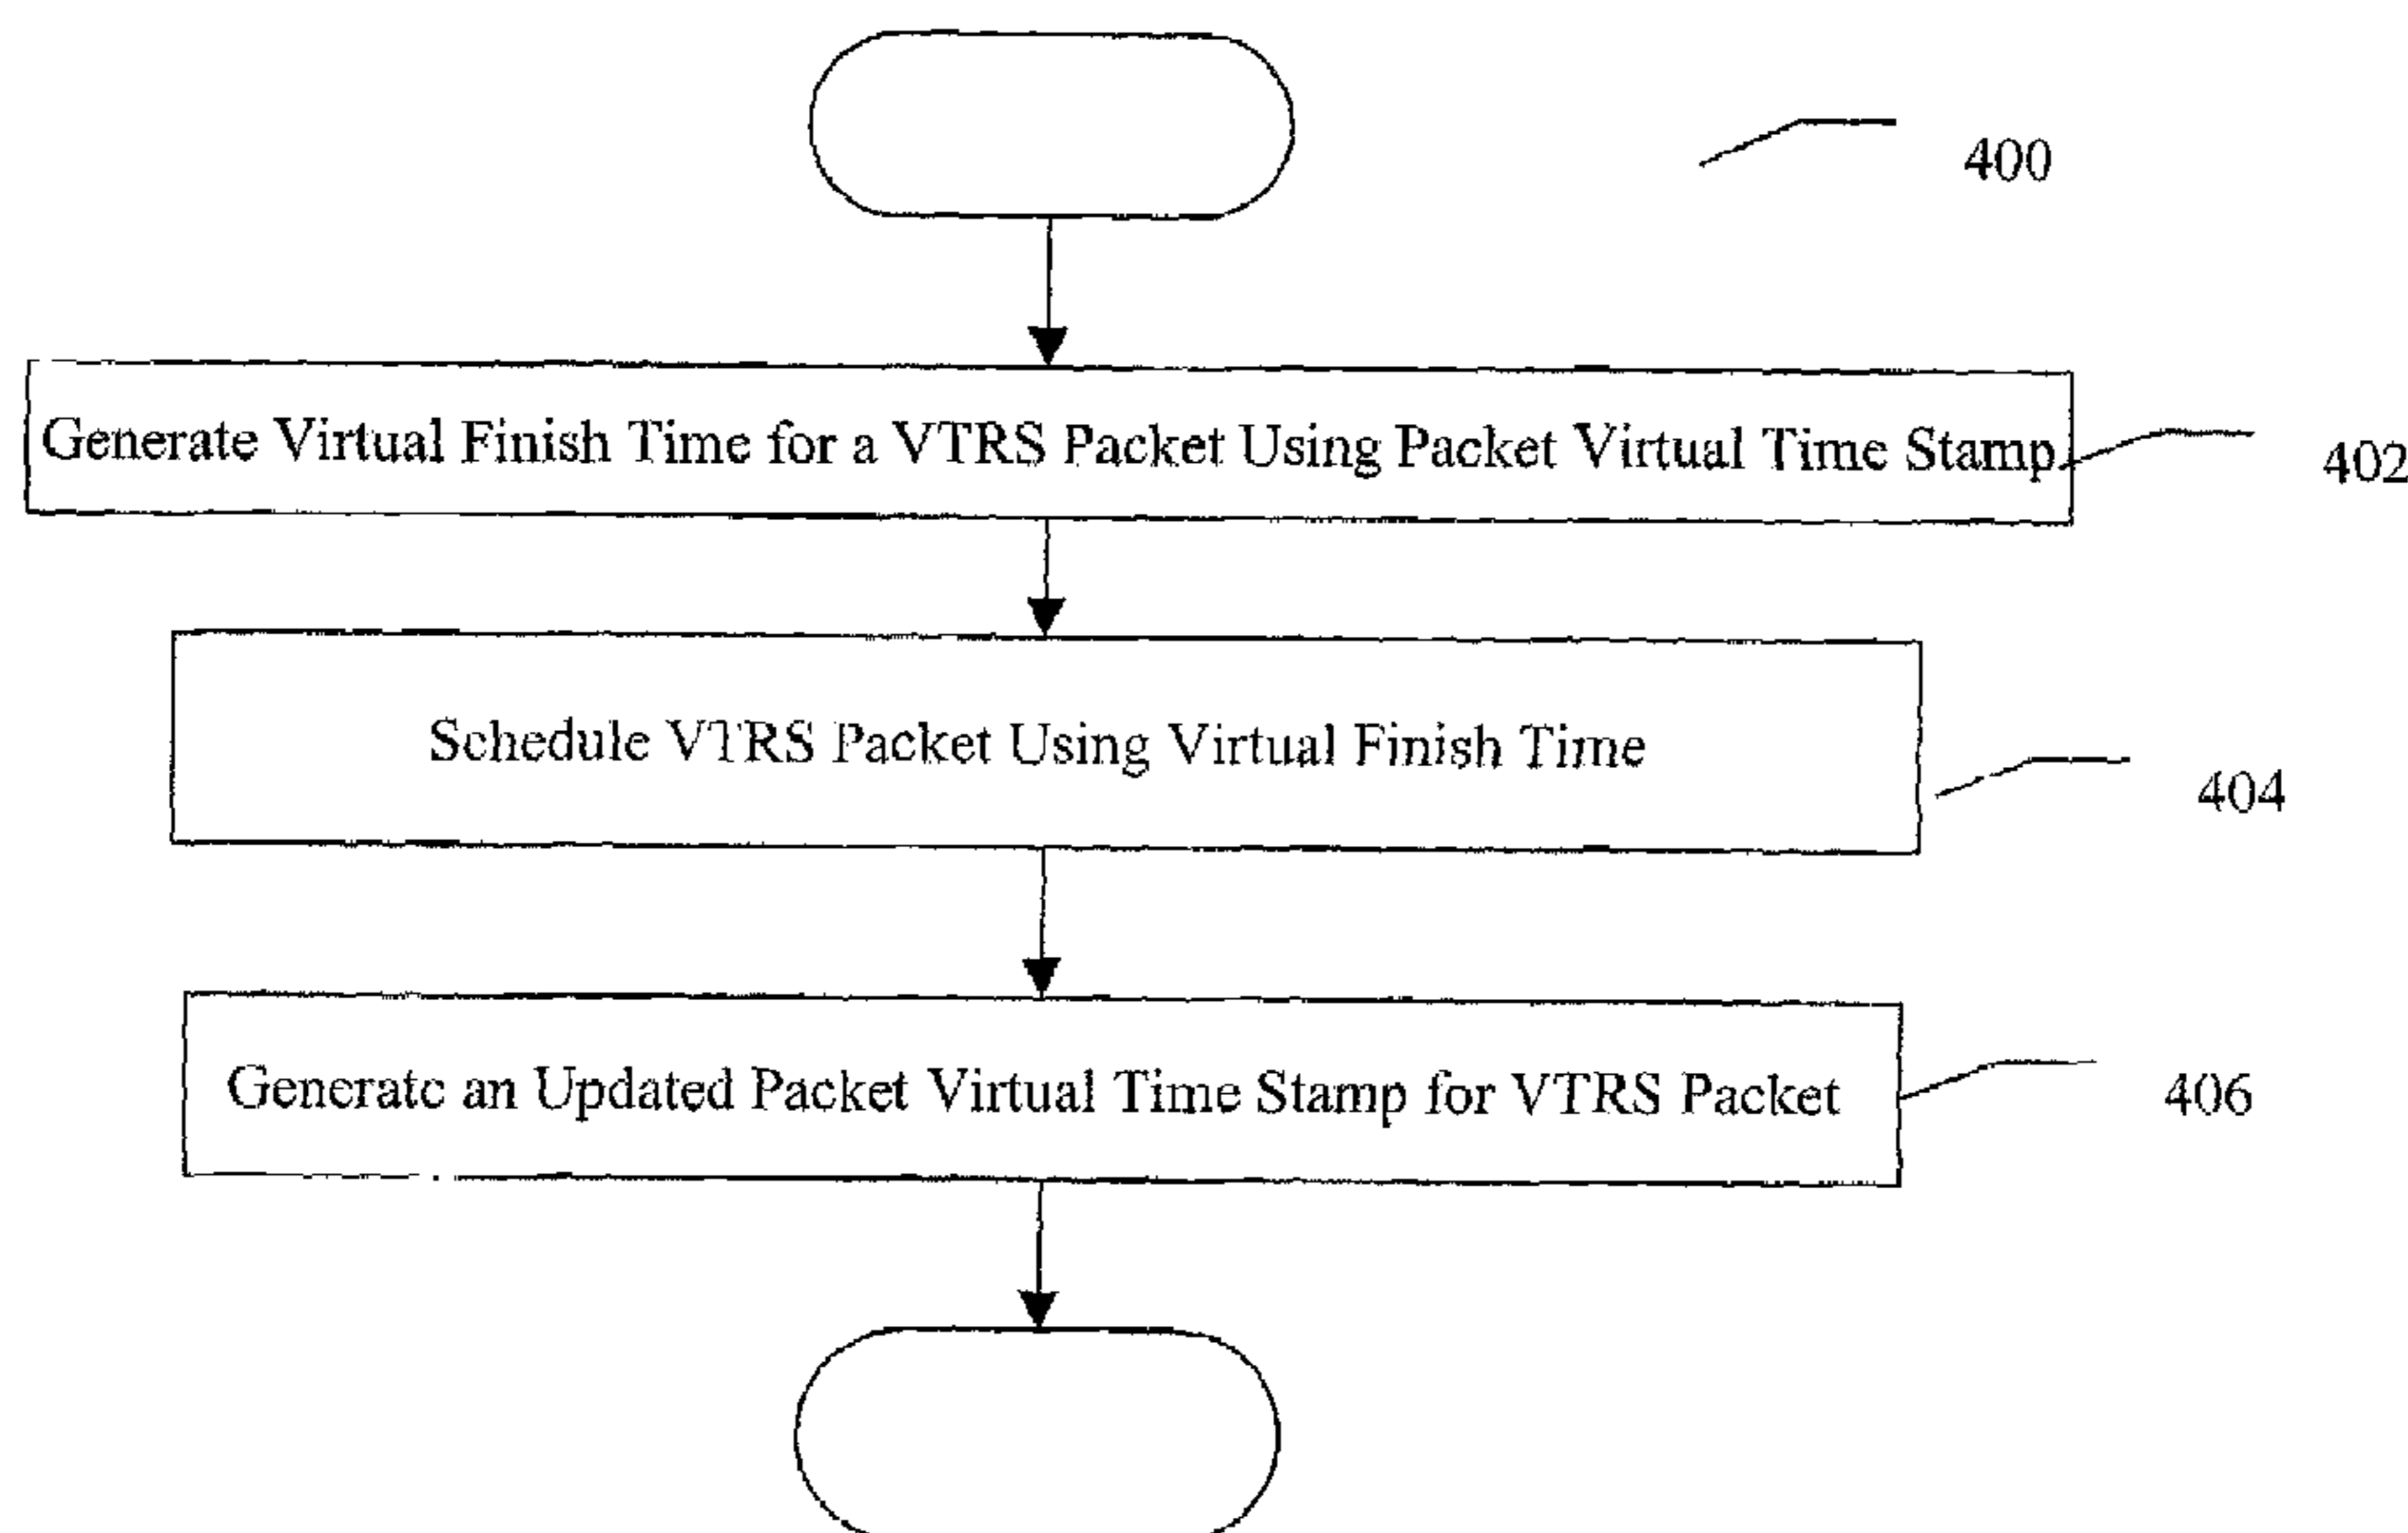 400
Generate Virtual Finish Time for a VTRS Packet Using Packet Virtual Time Stamp
402
Schedule VTRS Packet Using Virtual Finish Time
404
Generate an Updated Packet Virtual Time Stamp for VTRS Packet
406